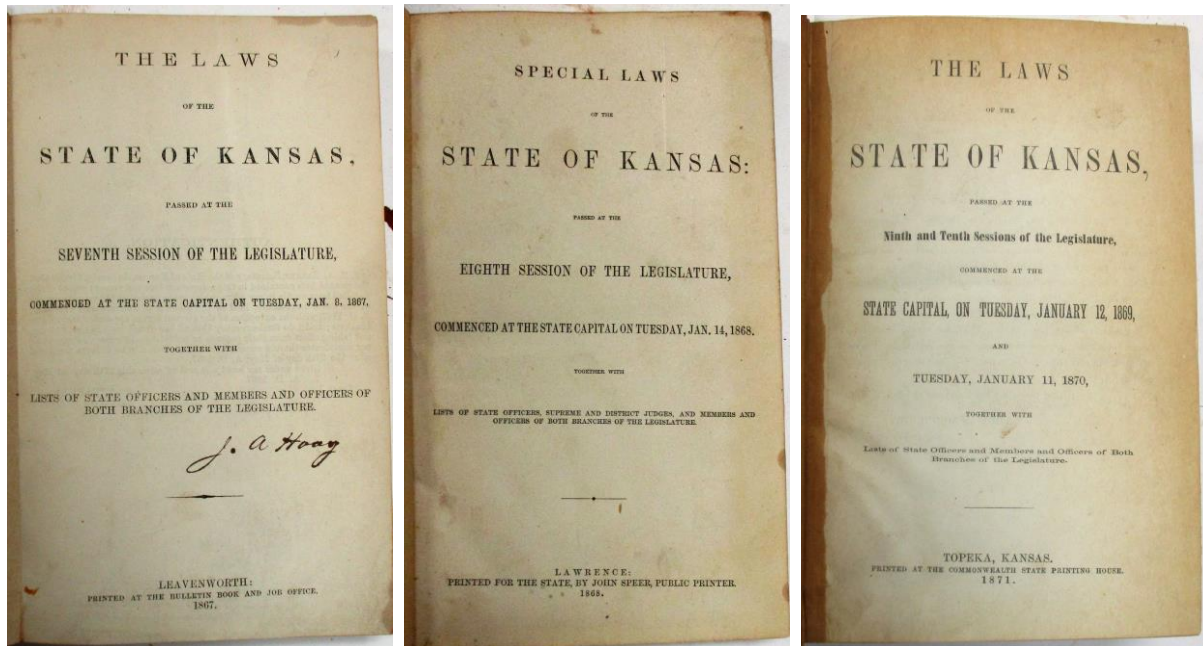 THE LAWS
OF THE
STATE OF KANSAS,
PASSED AT THE
SEVENTH SESSION OF THE LEGISLATURE,
COMMENCED AT THE STATE CAPITAL ON TUESDAY, JAN. 8, 1867,
TOGETHER WITH
LISTS OF STATE OFFICERS AND MEMBERS AND OFFICERS OF
BOTH BRANCHES OF THE LEGISLATURE.
J. A Hoag
LEAVENWORTH:
PRINTED AT THE BULLETIN BOOK AND JOB OFFICE.
1867.
SPECIAL LAWS
OF THE
STATE OF KANSAS:
PASSED AT THE
EIGHTH SESSION OF THE LEGISLATURE,
COMMENCED AT THE STATE CAPITAL ON TUESDAY, JAN. 14, 1868.
TOGETHER WITH
LISTS OF STATE OFFICERS, SUPREME AND DISTRICT JUDGES, AND MEMBERS AND
OFFICERS OF BOTH BRANCHES OF THE LEGISLATURE.
LAWRENCE:
PRINTED FOR THE STATE, BY JOHN SPEER, PUBLIC PRINTER.
1868.
THE LAWS
OF THE
STATE OF KANSAS,
PASSED AT THE
Ninth and Tenth Sessions of the Legislature,
COMMENCED AT THE
STATE CAPITAL, ON TUESDAY, JANUARY 12, 1869,
AND
TUESDAY, JANUARY 11, 1870,
TOGETHER WITH
Lists of State Officers and Members and Officers of Both
Branches of the Legislature.
TOPEKA, KANSAS.
PRINTED AT THE COMMONWEALTH STATE PRINTING HOUSE.
1871.